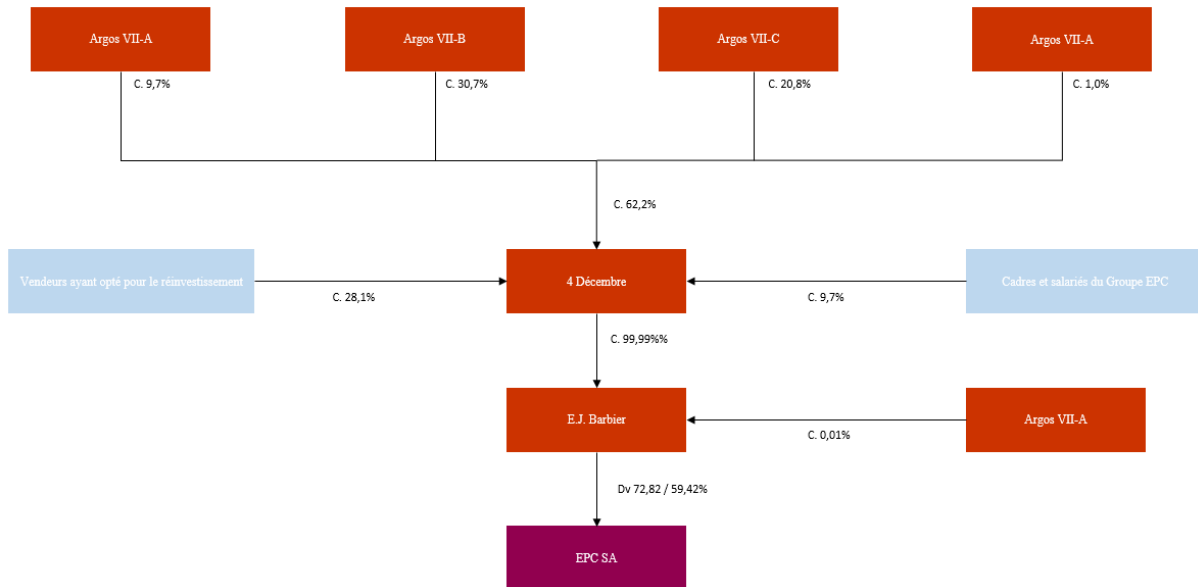 Argos VII-A
Argos VII-B
Argos VII-C
Argos VII-A
C. 9,7%
C. 30,7%
C. 20,8%
C. 1,0%
C. 62,2%
Vendeurs ayant opté pour le réinvestissement
4 Décembre
Cadres et salariés du Groupe EPC
C. 28,1%
C. 9,7%
C. 99,99%%
E.J. Barbier
Argos VII-A
C. 0,01%
Dv 72,82 / 59,42%
EPC SA